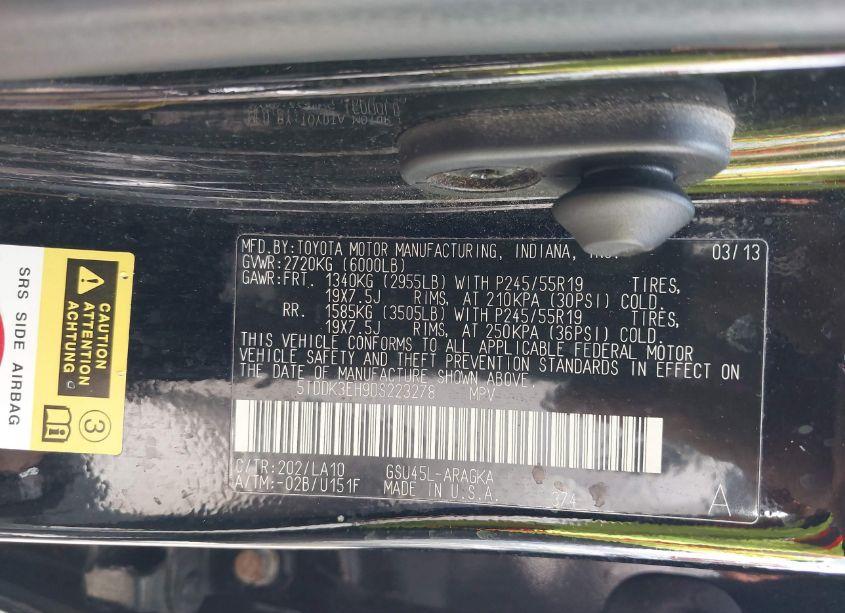 MFD.BY:TOYOTA MOTOR MANUFACTURING, INDIANA, INC. 03/13
GVWR:2720KG (6000LB)
GAWR:FRT. 1340KG (2955LB) WITH P245/55R19 TIRES,
19X7.5J RIMS, AT 210KPA (30PSI) COLD.
RR. 1585KG (3505LB) WITH P245/55R19 TIRES,
19X7.5J RIMS, AT 250KPA (36PSI) COLD.
THIS VEHICLE CONFORMS TO ALL APPLICABLE FEDERAL MOTOR
VEHICLE SAFETY AND THEFT PREVENTION STANDARDS IN EFFECT ON
THE DATE OF MANUFACTURE SHOWN ABOVE.
5TDDK3EH9DS223278 MPV
C/TR:202/LA10 GSU45L-ARAGKA
A/TM:-02B/U151F MADE IN U.S.A. 374 A
CAUTION
ATTENTION
ACHTUNG
3
SRS SIDE AIRBAG